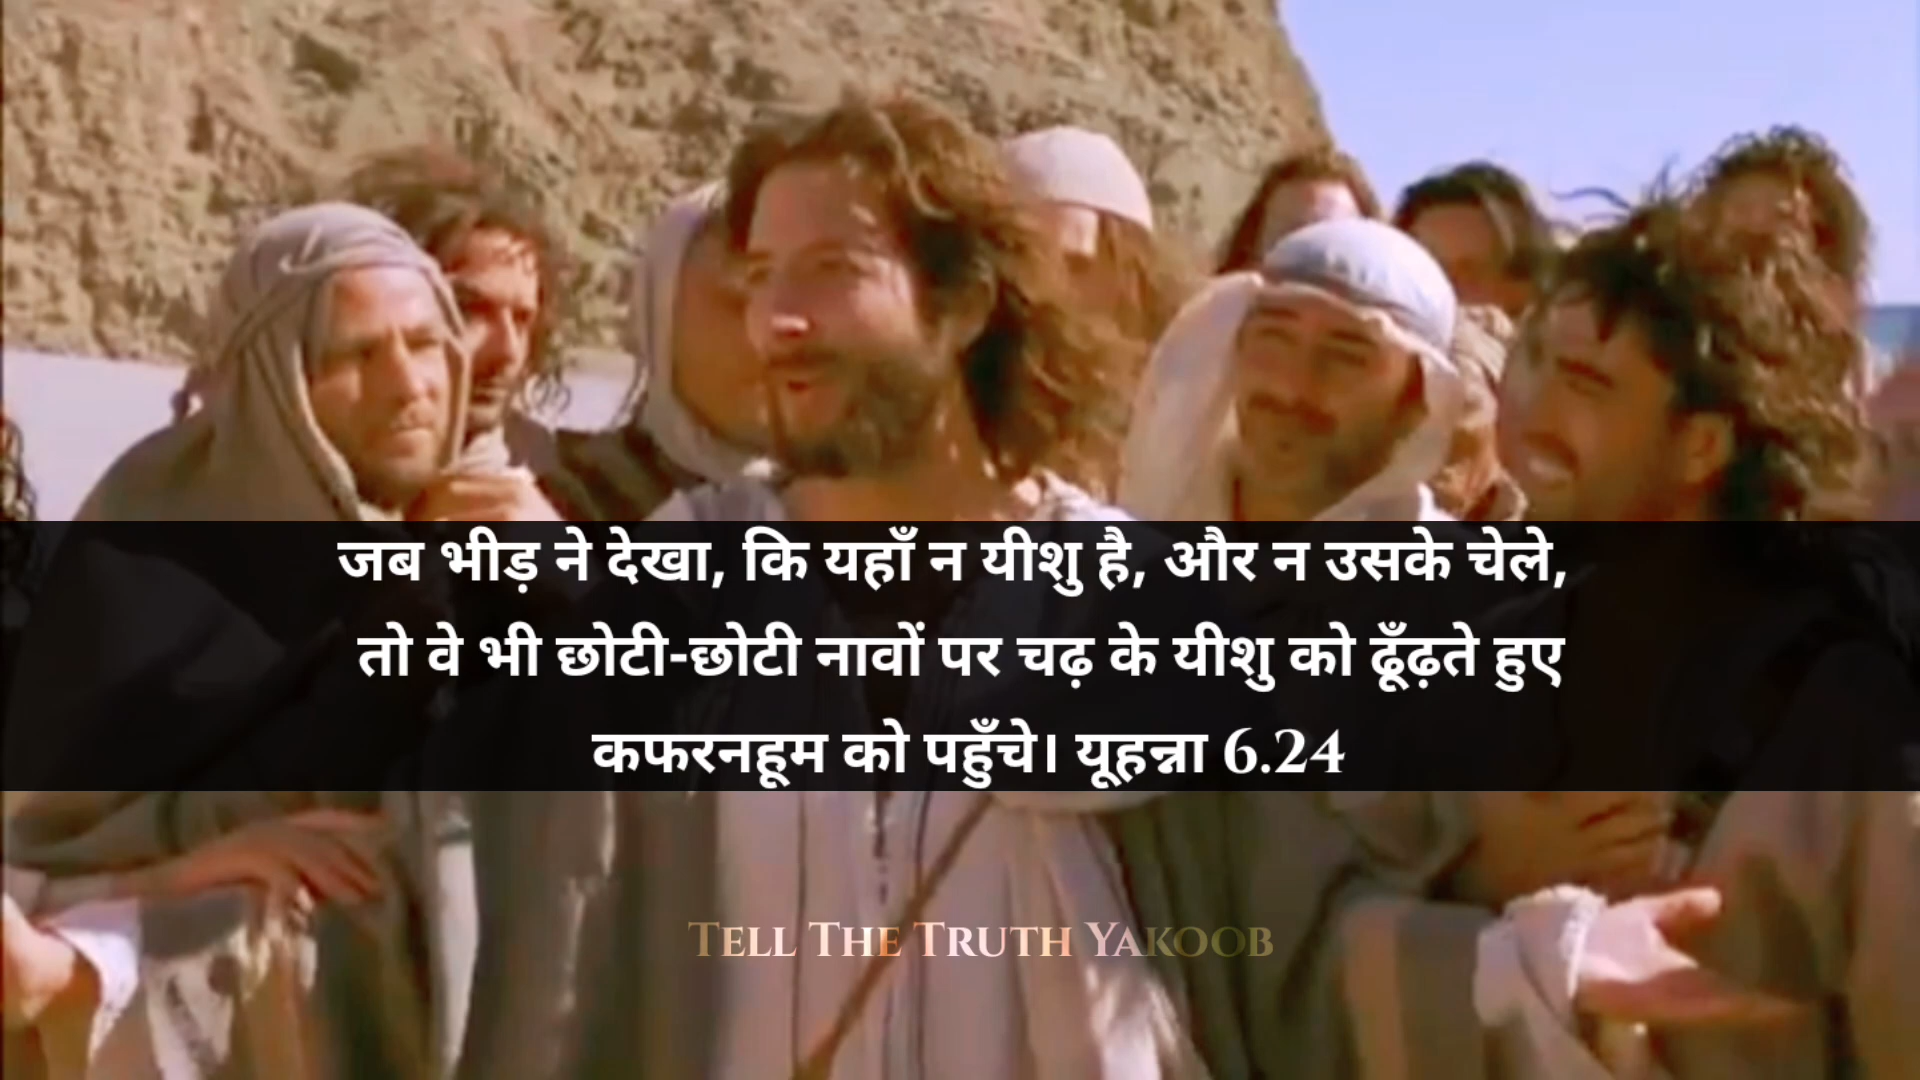 जब भीड़ ने देखा, कि यहाँ न यीशु है, और न उसके चेले,
तो वे भी छोटी-छोटी नावों पर चढ़ के यीशु को ढूँढ़ते हुए
कफरनहूम को पहुँचे। यूहन्ना 6.24
TELL THE TRUTH YAKOOB